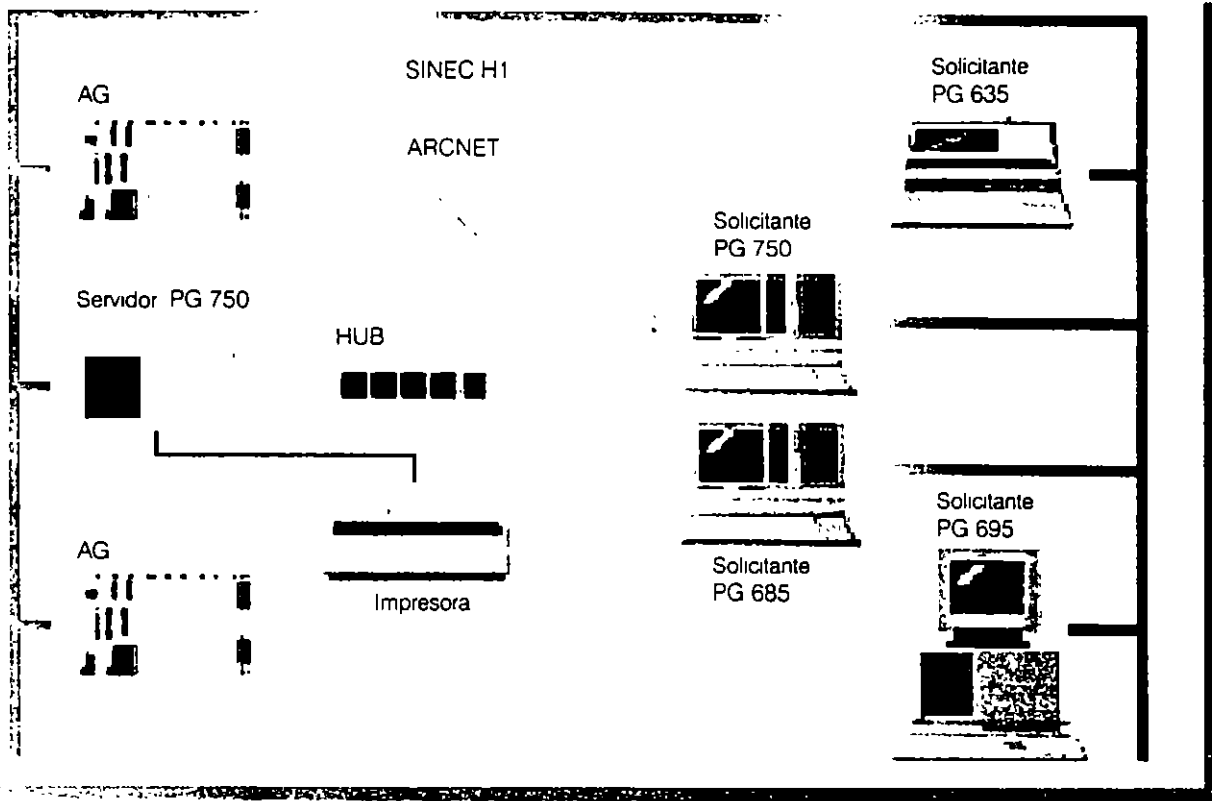 SINEC H1
ARCNET
AG
Servidor PG 750
HUB
AG
Impresora
Solicitante
PG 635
Solicitante
PG 750
Solicitante
PG 685
Solicitante
PG 695